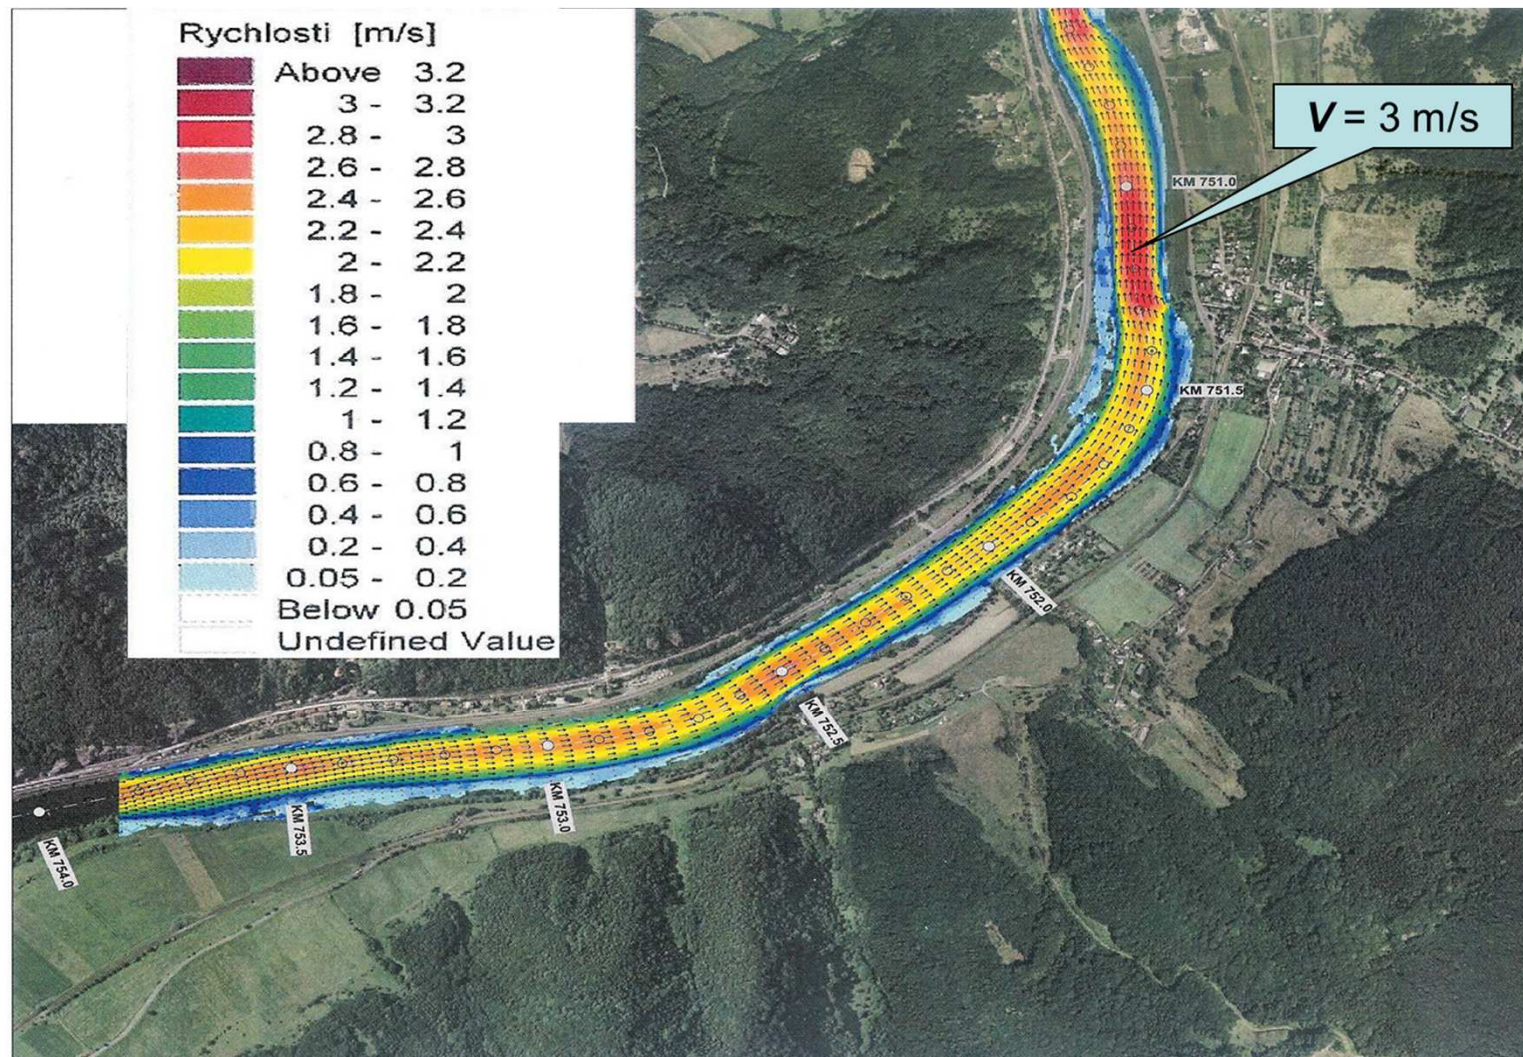 Rychlosti [m/s]
Above 3.2
3 - 3.2
2.8 - 3
2.6 - 2.8
2.4 - 2.6
2.2 - 2.4
2 - 2.2
1.8 - 2
1.6 - 1.8
1.4 - 1.6
1.2 - 1.4
1 - 1.2
0.8 - 1
0.6 - 0.8
0.4 - 0.6
0.2 - 0.4
0.05 - 0.2
Below 0.05
Undefined Value
V = 3 m/s
KM 751.0
KM 751.5
KM 752.0
KM 752.5
KM 753.0
KM 753.5
KM 754.0